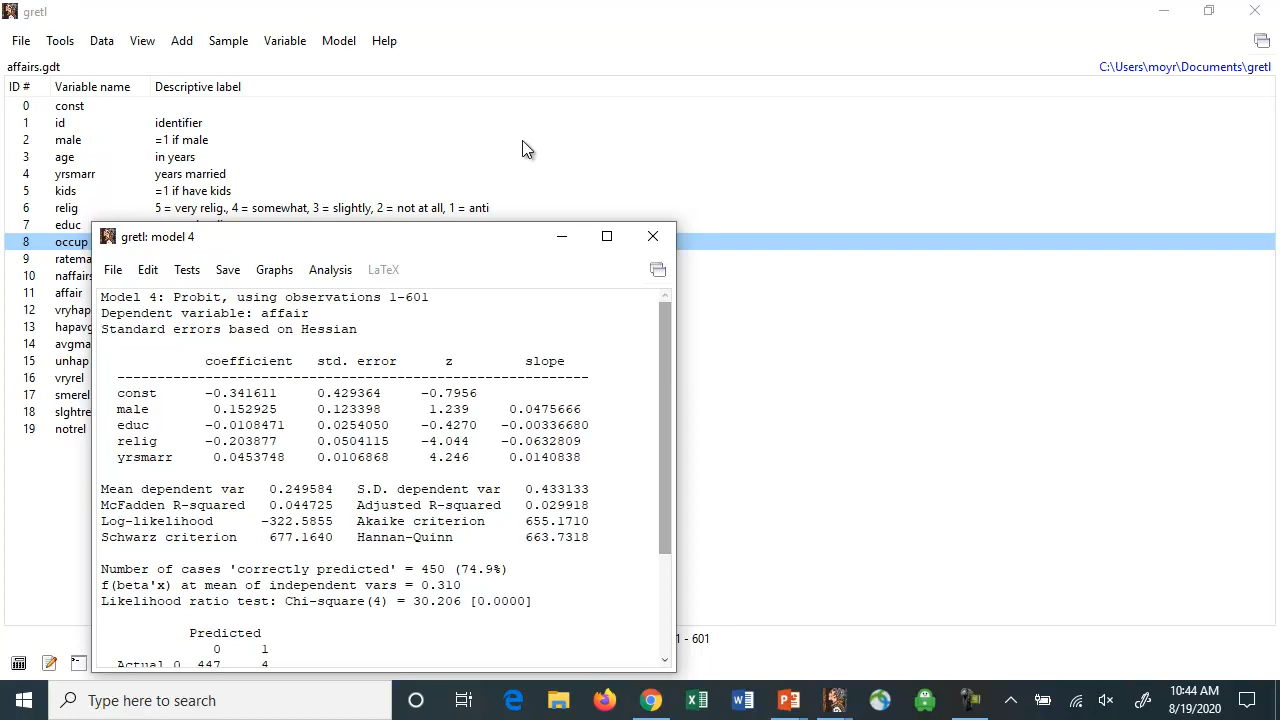 gretl
File Tools Data View Add Sample Variable Model Help
affairs.gdt C:\Users\moyr\Documents\gretl
ID # Variable name Descriptive label
0 const
1 id identifier
2 male =1 if male
3 age in years
4 yrsmarr years married
5 kids =1 if have kids
6 relig 5 = very relig., 4 = somewhat, 3 = slightly, 2 = not at all, 1 = anti
7 educ
8 occup
9 ratema
10 naffairs
11 affair
12 vryhap
13 hapavg
14 avgma
15 unhap
16 vryrel
17 smerel
18 slghtre
19 notrel
gretl: model 4
File Edit Tests Save Graphs Analysis LaTeX
Model 4: Probit, using observations 1-601
Dependent variable: affair
Standard errors based on Hessian
coefficient std. error z slope
const -0.341611 0.429364 -0.7956
male 0.152925 0.123398 1.239 0.0475666
educ -0.0108471 0.0254050 -0.4270 -0.00336680
relig -0.203877 0.0504115 -4.044 -0.0632809
yrsmarr 0.0453748 0.0106868 4.246 0.0140838
Mean dependent var 0.249584 S.D. dependent var 0.433133
McFadden R-squared 0.044725 Adjusted R-squared 0.029918
Log-likelihood -322.5855 Akaike criterion 655.1710
Schwarz criterion 677.1640 Hannan-Quinn 663.7318
Number of cases 'correctly predicted' = 450 (74.9%)
f(beta'x) at mean of independent vars = 0.310
Likelihood ratio test: Chi-square(4) = 30.206 [0.0000]
Predicted
0 1
Actual 0 447 4
1 - 601
Type here to search
10:44 AM
8/19/2020